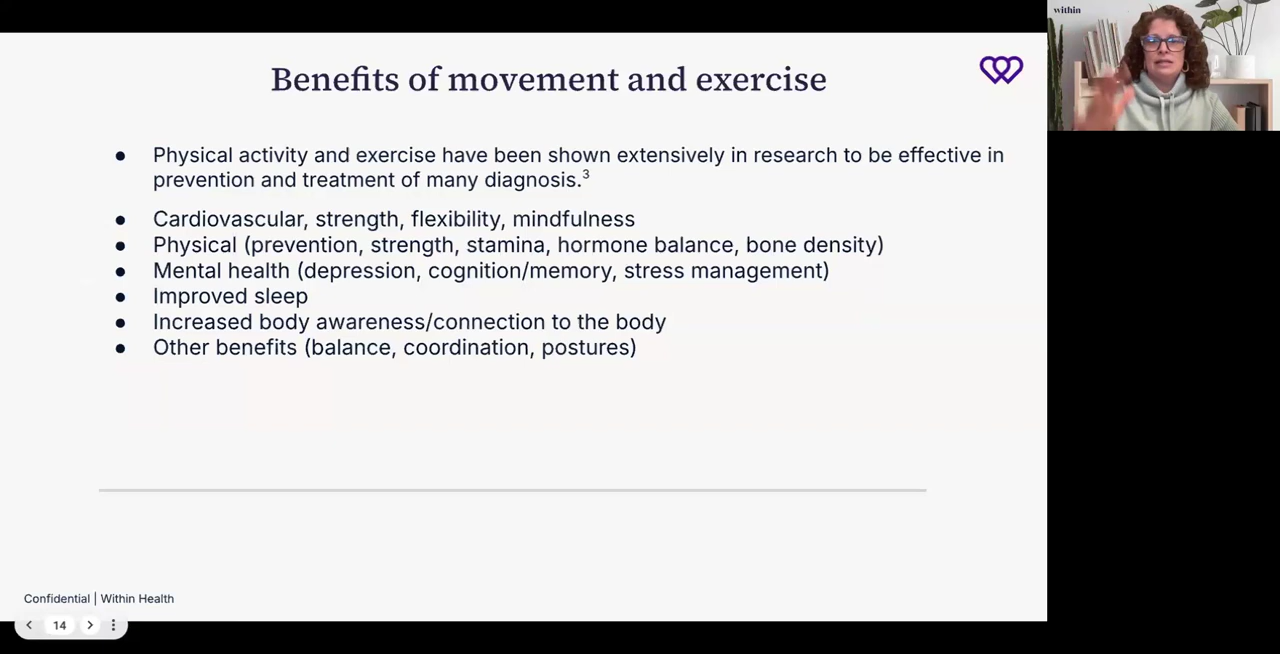 within
Benefits of movement and exercise
● Physical activity and exercise have been shown extensively in research to be effective in
prevention and treatment of many diagnosis.3
● Cardiovascular, strength, flexibility, mindfulness
● Physical (prevention, strength, stamina, hormone balance, bone density)
● Mental health (depression, cognition/memory, stress management)
● Improved sleep
● Increased body awareness/connection to the body
● Other benefits (balance, coordination, postures)
Confidential | Within Health
14